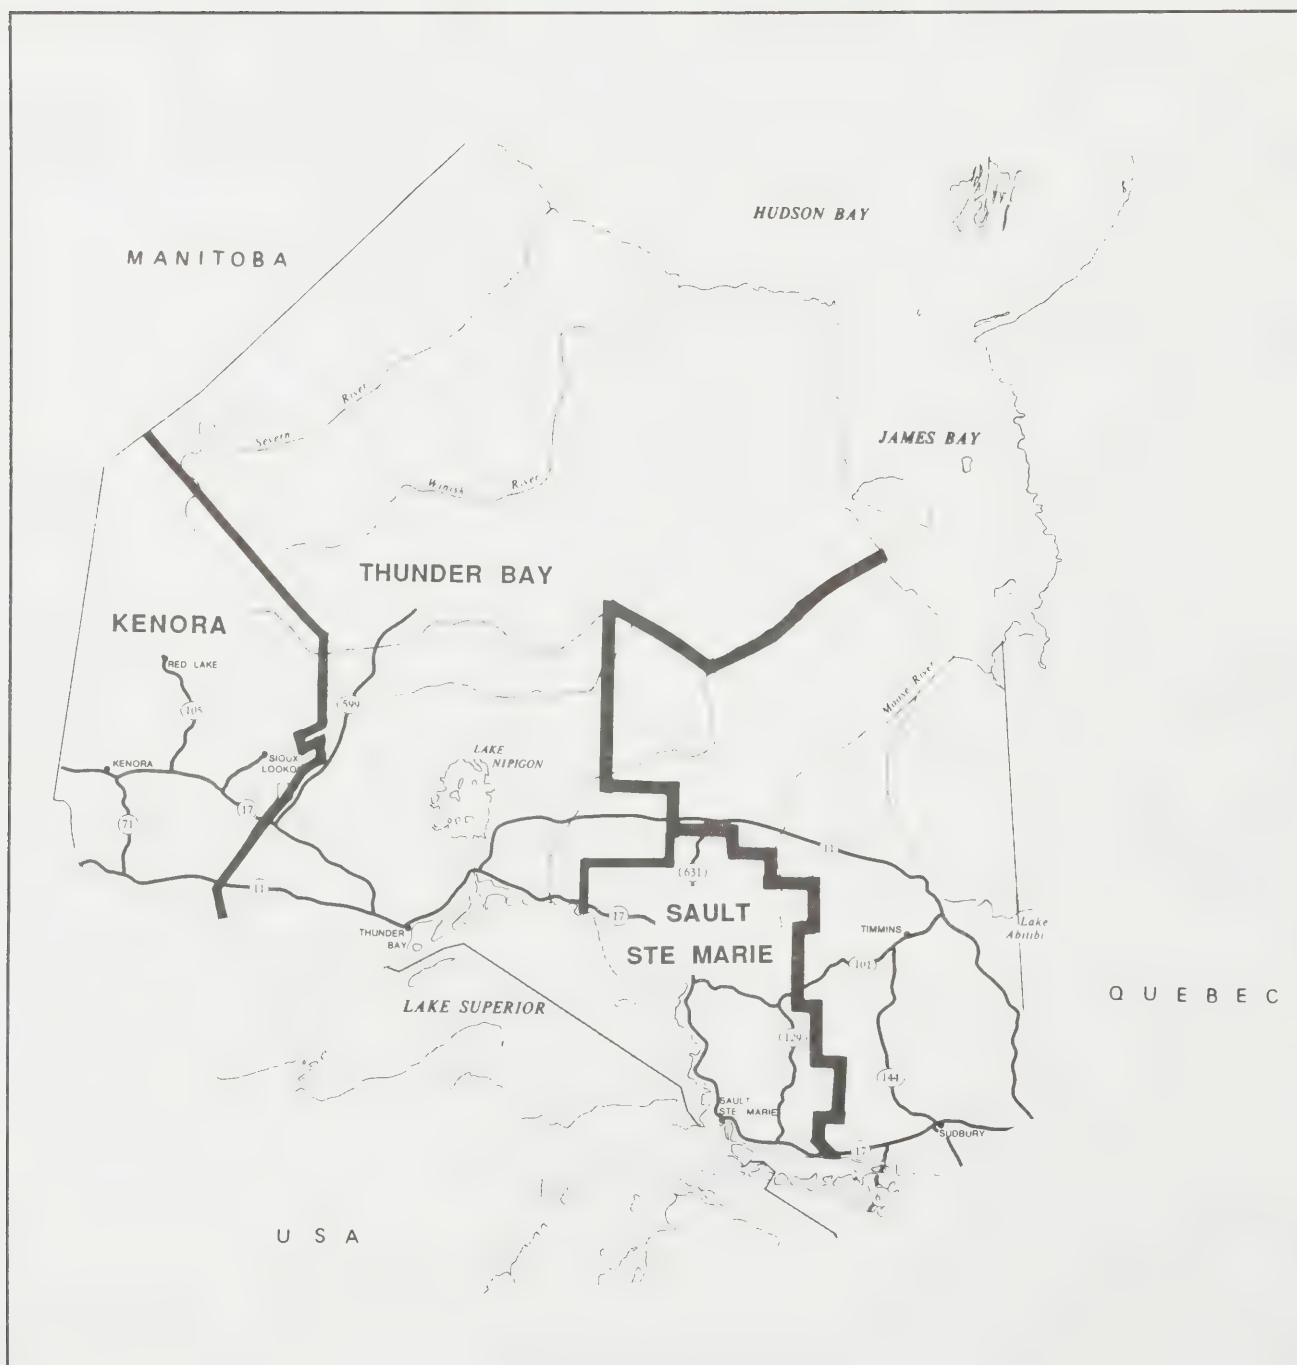 HUDSON BAY
MANITOBA
Severn River
JAMES BAY
Winisk River
THUNDER BAY
KENORA
RED LAKE
Moose River
105
599
LAKE
NIPIGON
KENORA
SIOUX
LOOKO
17
71
11
11
(631)
17
SAULT
STE MARIE
THUNDER
BAY
TIMMINS
Lake
Abitibi
101
QUEBEC
LAKE SUPERIOR
129
144
SAULT
STE MARIE
SUDBURY
17
USA